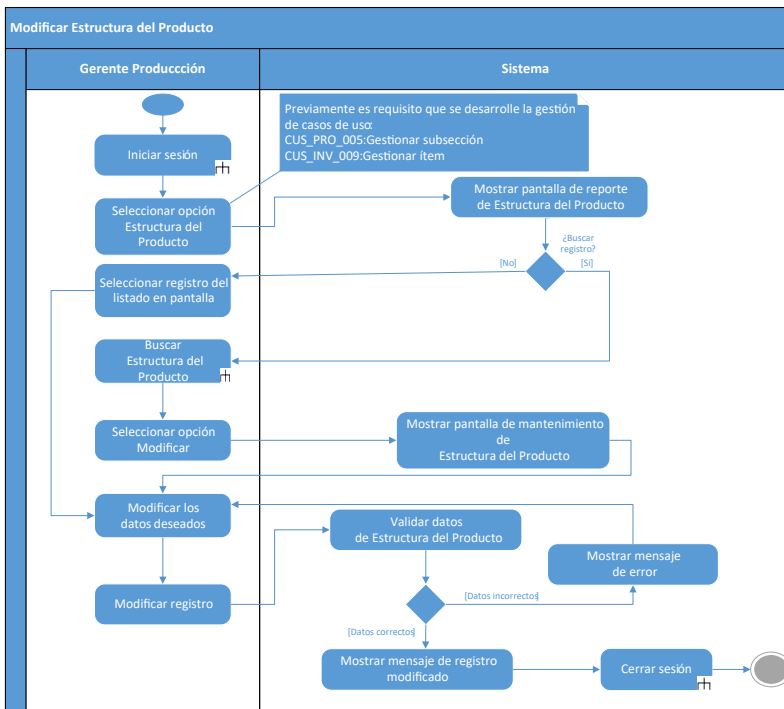 Modificar Estructura del Producto
Gerente Produccción
Sistema
Previamente es requisito que se desarrolle la gestión
de casos de uso:
CUS_PRO_005:Gestionar subsección
CUS_INV_009:Gestionar ítem
Iniciar sesión
Seleccionar opción
Estructura del
Producto
Mostrar pantalla de reporte
de Estructura del Producto
¿Buscar
registro?
[No]
[Si]
Seleccionar registro del
listado en pantalla
Buscar
Estructura del
Producto
Seleccionar opción
Modificar
Mostrar pantalla de mantenimiento
de
Estructura del Producto
Modificar los
datos deseados
Validar datos
de Estructura del Producto
Mostrar mensaje
de error
Modificar registro
[Datos incorrectos]
[Datos correctos]
Mostrar mensaje de registro
modificado
Cerrar sesión